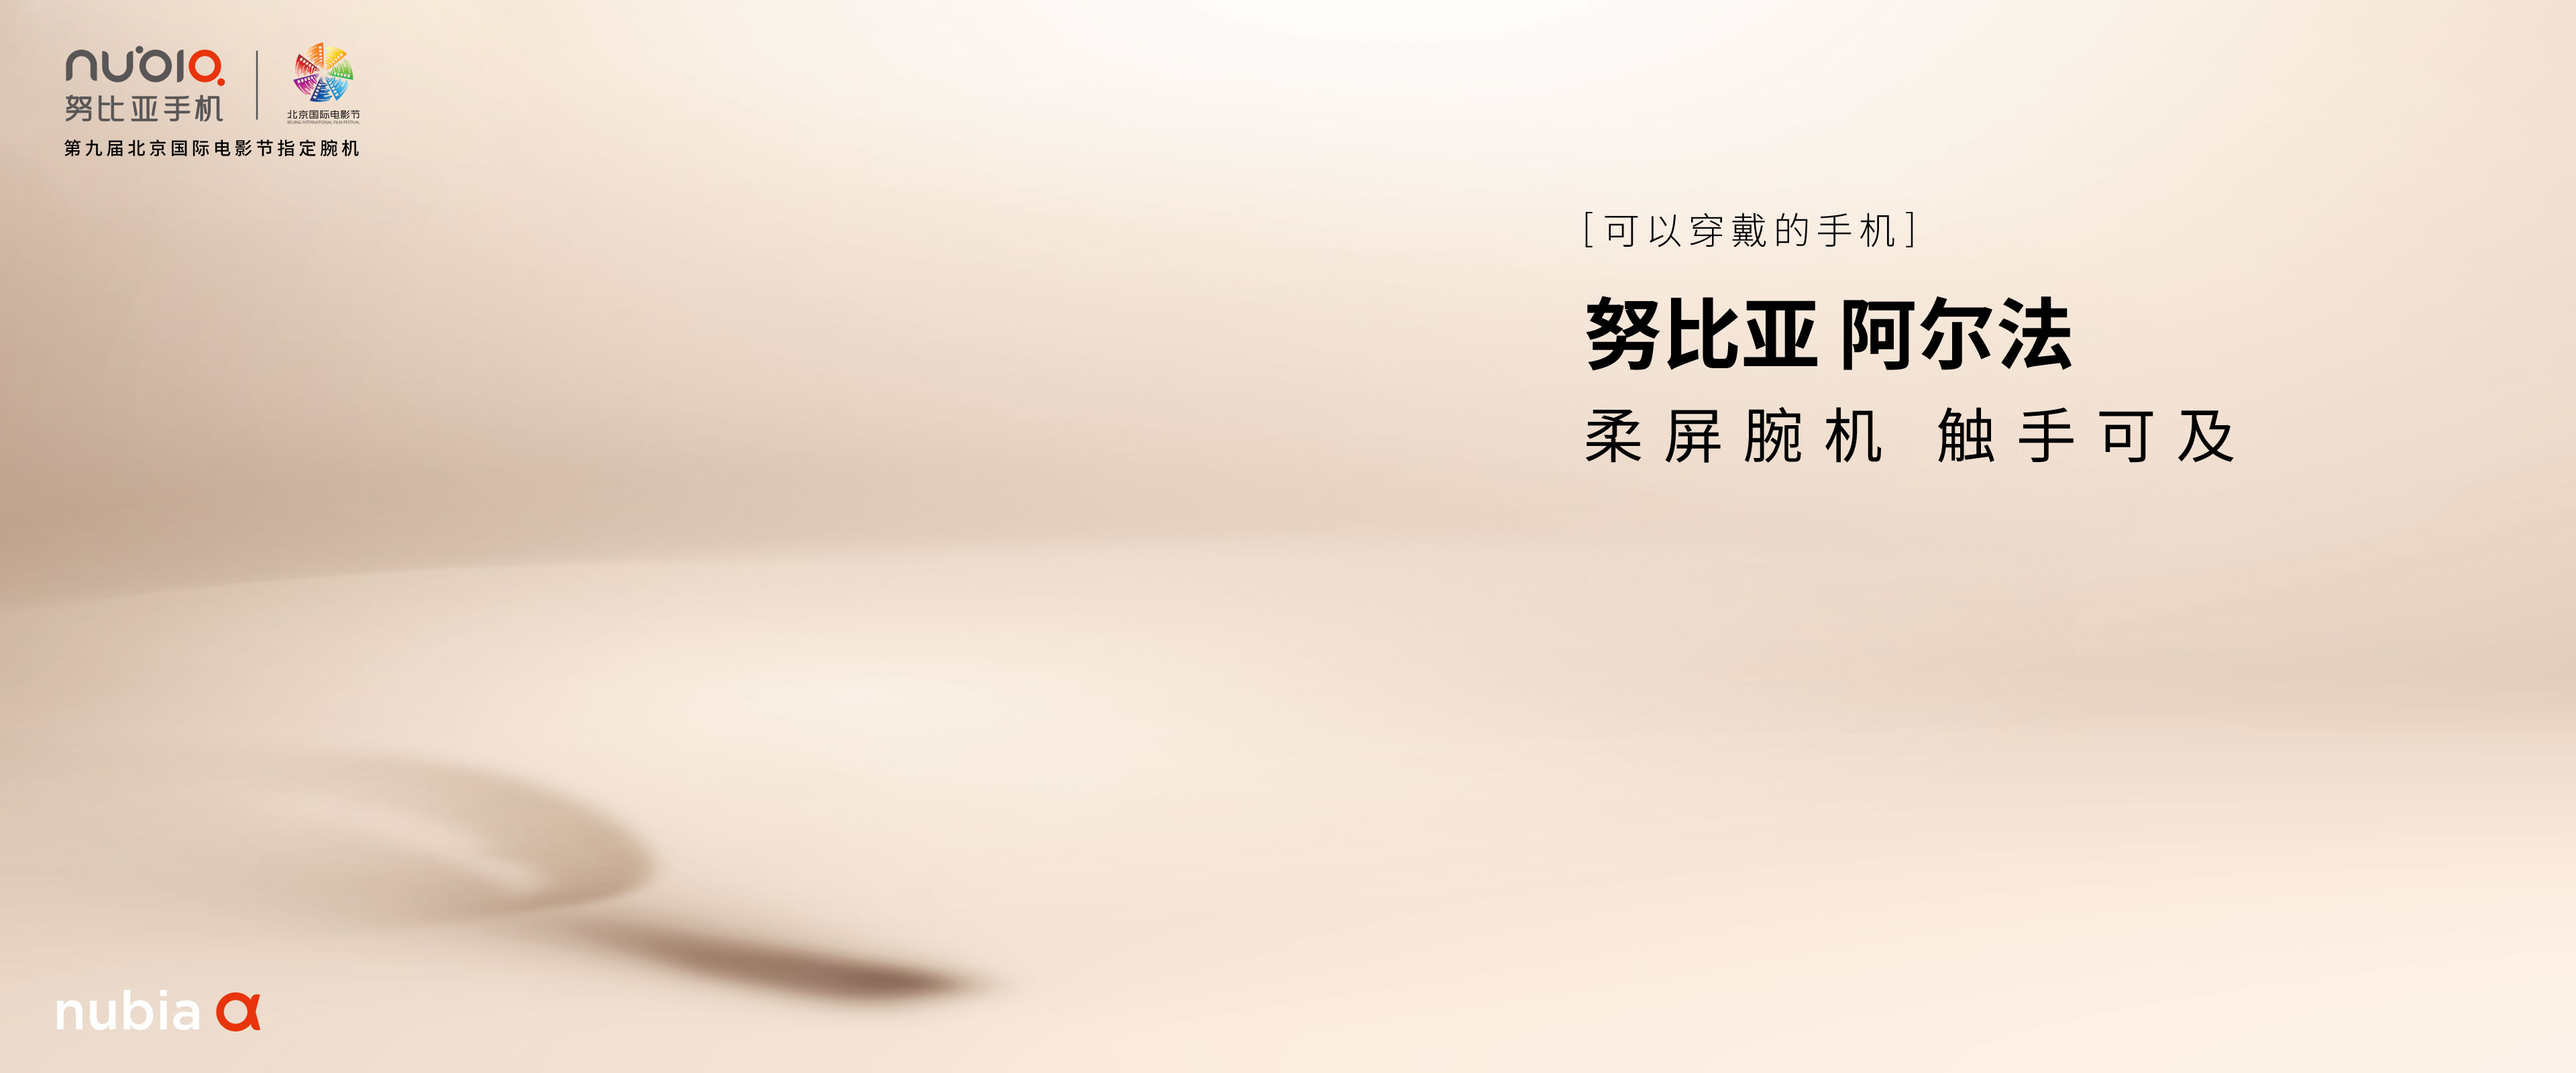 nubia
努比亚手机
北京国际电影节
BEIJING INTERNATIONAL FILM FESTIVAL
第九届北京国际电影节指定腕机
[可以穿戴的手机]
努比亚 阿尔法
柔屏腕机 触手可及
nubia α